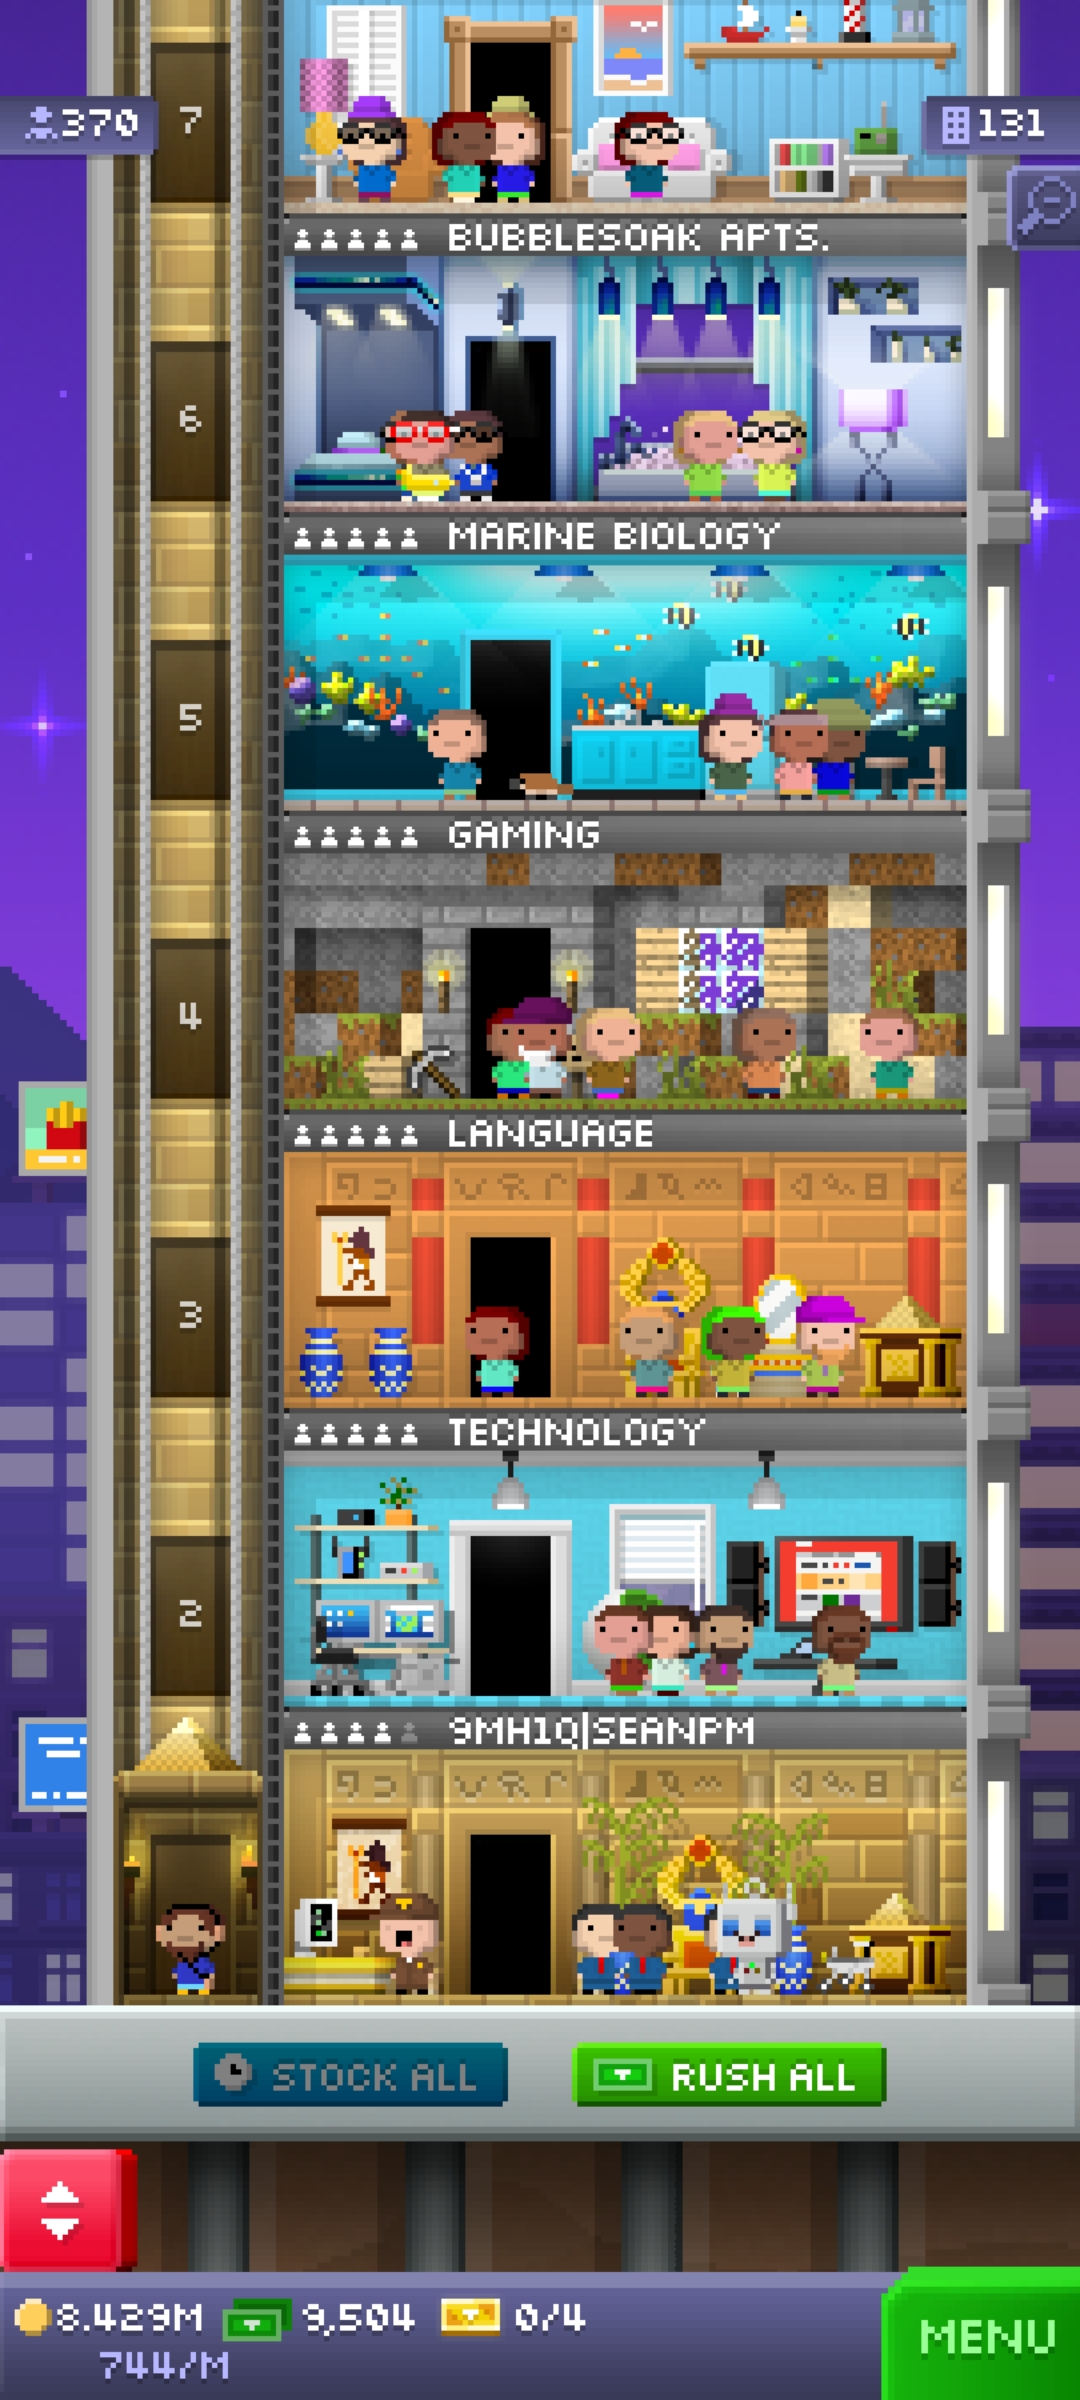 370
7
131
BUBBLESOAK APTS.
6
MARINE BIOLOGY
5
GAMING
4
LANGUAGE
3
TECHNOLOGY
2
9MH1Q|SEANPM
STOCK ALL
RUSH ALL
8.429M
9,504
0/4
MENU
744/M